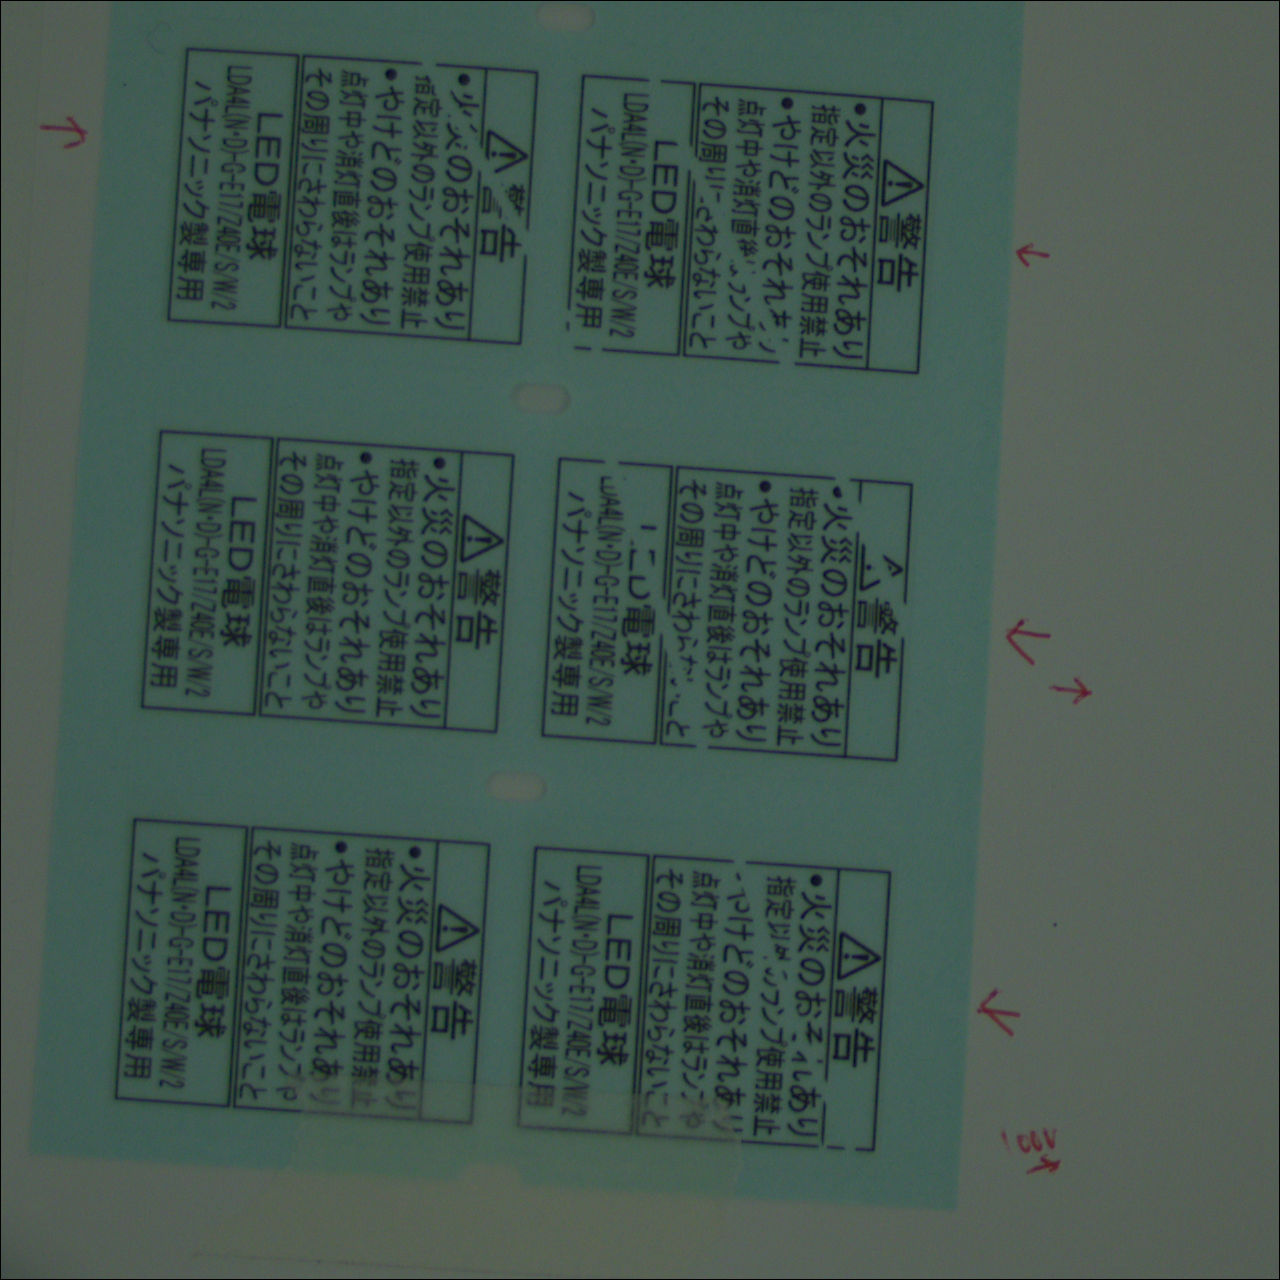 ⚠警告
●火災のおそれあり
指定以外のランプ使用禁止
●やけどのおそれあり
点灯中や消灯直後はランプや
その周りにさわらないこと
LED電球
LDA4L(N・D)-G-E17/Z40E/S/W/2
パナソニック製専用
⚠警告
●火災のおそれあり
指定以外のランプ使用禁止
●やけどのおそれあり
点灯中や消灯直後はランプや
その周りにさわらないこと
LED電球
LDA4L(N・D)-G-E17/Z40E/S/W/2
パナソニック製専用
⚠警告
●火災のおそれあり
指定以外のランプ使用禁止
やけどのおそれあり
点灯中や消灯直後はランプや
その周りにさわらないこと
LED電球
LDA4L(N・D)-G-E17/Z40E/S/W/2
パナソニック製専用
⚠警告
●火災のおそれあり
指定以外のランプ使用禁止
●やけどのおそれあり
点灯中や消灯直後はランプや
その周りにさわらないこと
LED電球
LDA4L(N・D)-G-E17/Z40E/S/W/2
パナソニック製専用
⚠警告
●火災のおそれあり
指定以外のランプ使用禁止
●やけどのおそれあり
点灯中や消灯直後はランプや
その周りにさわらないこと
LED電球
LDA4L(N・D)-G-E17/Z40E/S/W/2
パナソニック製専用
⚠警告
●火災のおそれあり
指定以外のランプ使用禁止
●やけどのおそれあり
点灯中や消灯直後はランプや
その周りにさわらないこと
LED電球
LDA4L(N・D)-G-E17/Z40E/S/W/2
パナソニック製専用